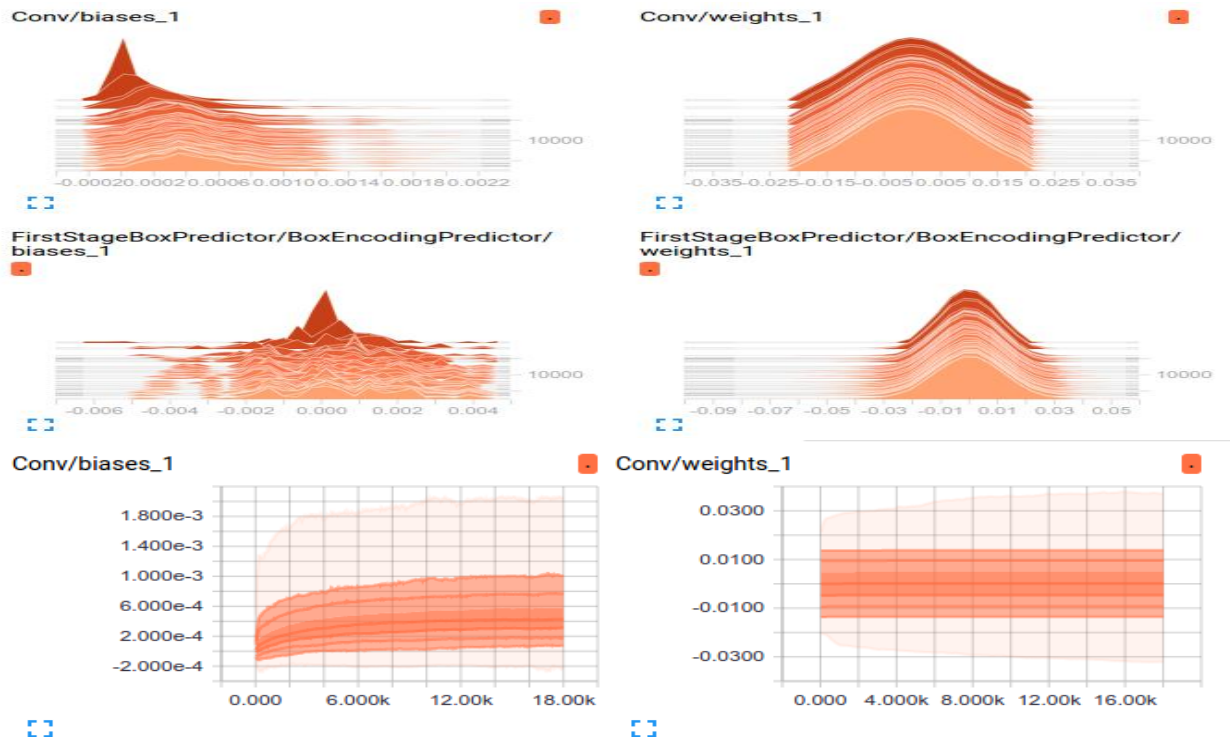 Conv/biases_1
Conv/weights_1
10000
-0.00020.0002 0.0006 0.0010 0.0014 0.0018 0.0022
10000
-0.035-0.025-0.015-0.005 0.005 0.015 0.025 0.035
FirstStageBoxPredictor/BoxEncodingPredictor/
biases_1
FirstStageBoxPredictor/BoxEncodingPredictor/
weights_1
10000
-0.006 -0.004 -0.002 0.000 0.002 0.004
10000
-0.09 -0.07 -0.05 -0.03 -0.01 0.01 0.03 0.05
Conv/biases_1
Conv/weights_1
1.800e-3
1.400e-3
1.000e-3
6.000e-4
2.000e-4
-2.000e-4
0.000 6.000k 12.00k 18.00k
0.0300
0.0100
-0.0100
-0.0300
0.000 4.000k 8.000k 12.00k 16.00k